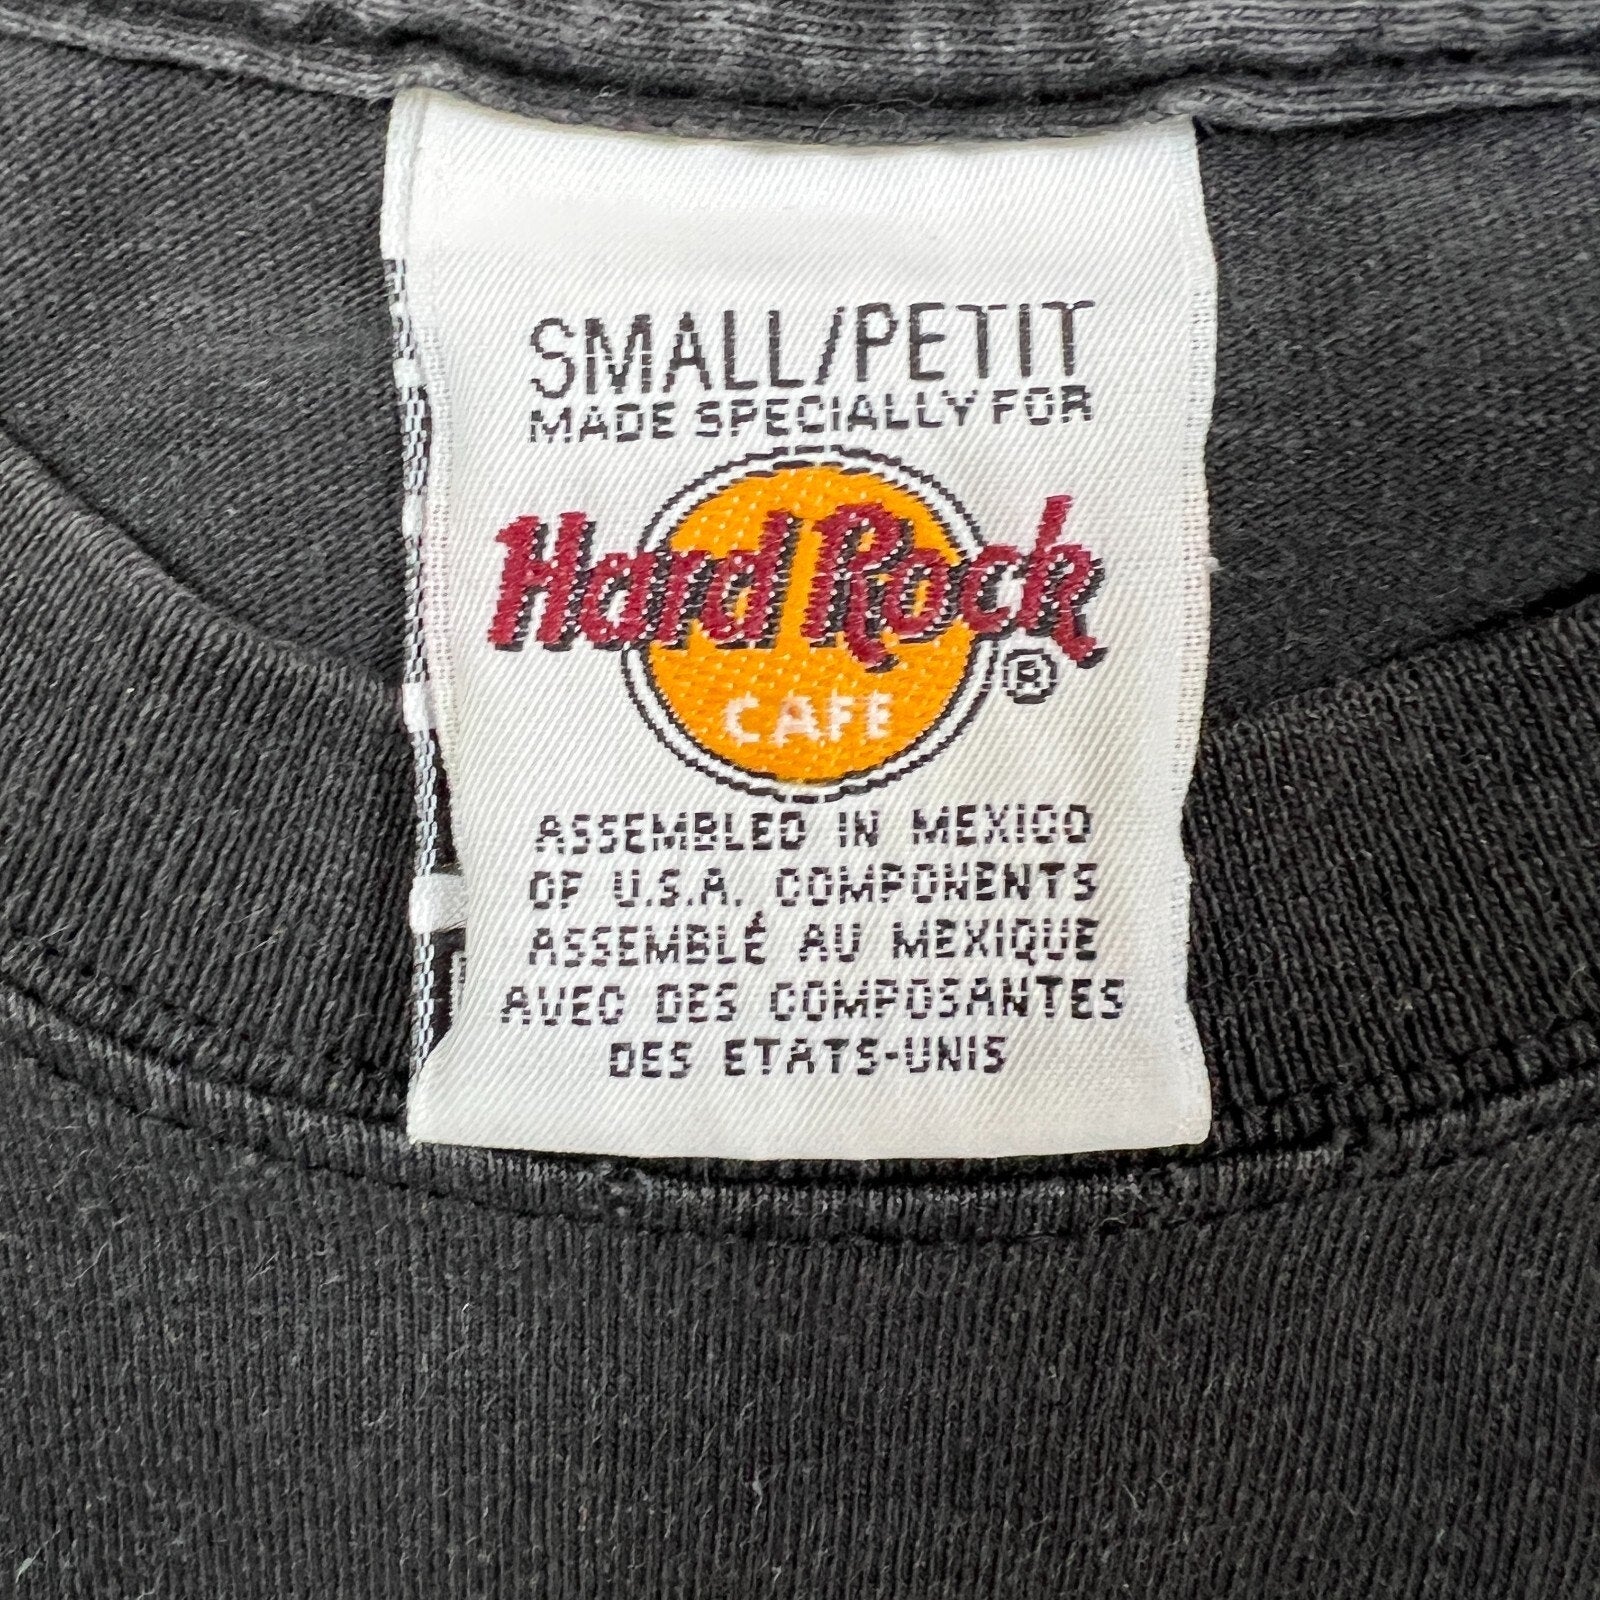 SMALL/PETIT
MADE SPECIALLY FOR
Hard Rock
®
CAFE
ASSEMBLED IN MEXICO
OF U.S.A. COMPONENTS
ASSEMBLÉ AU MEXIQUE
AVEC DES COMPOSANTES
DES ETATS-UNIS